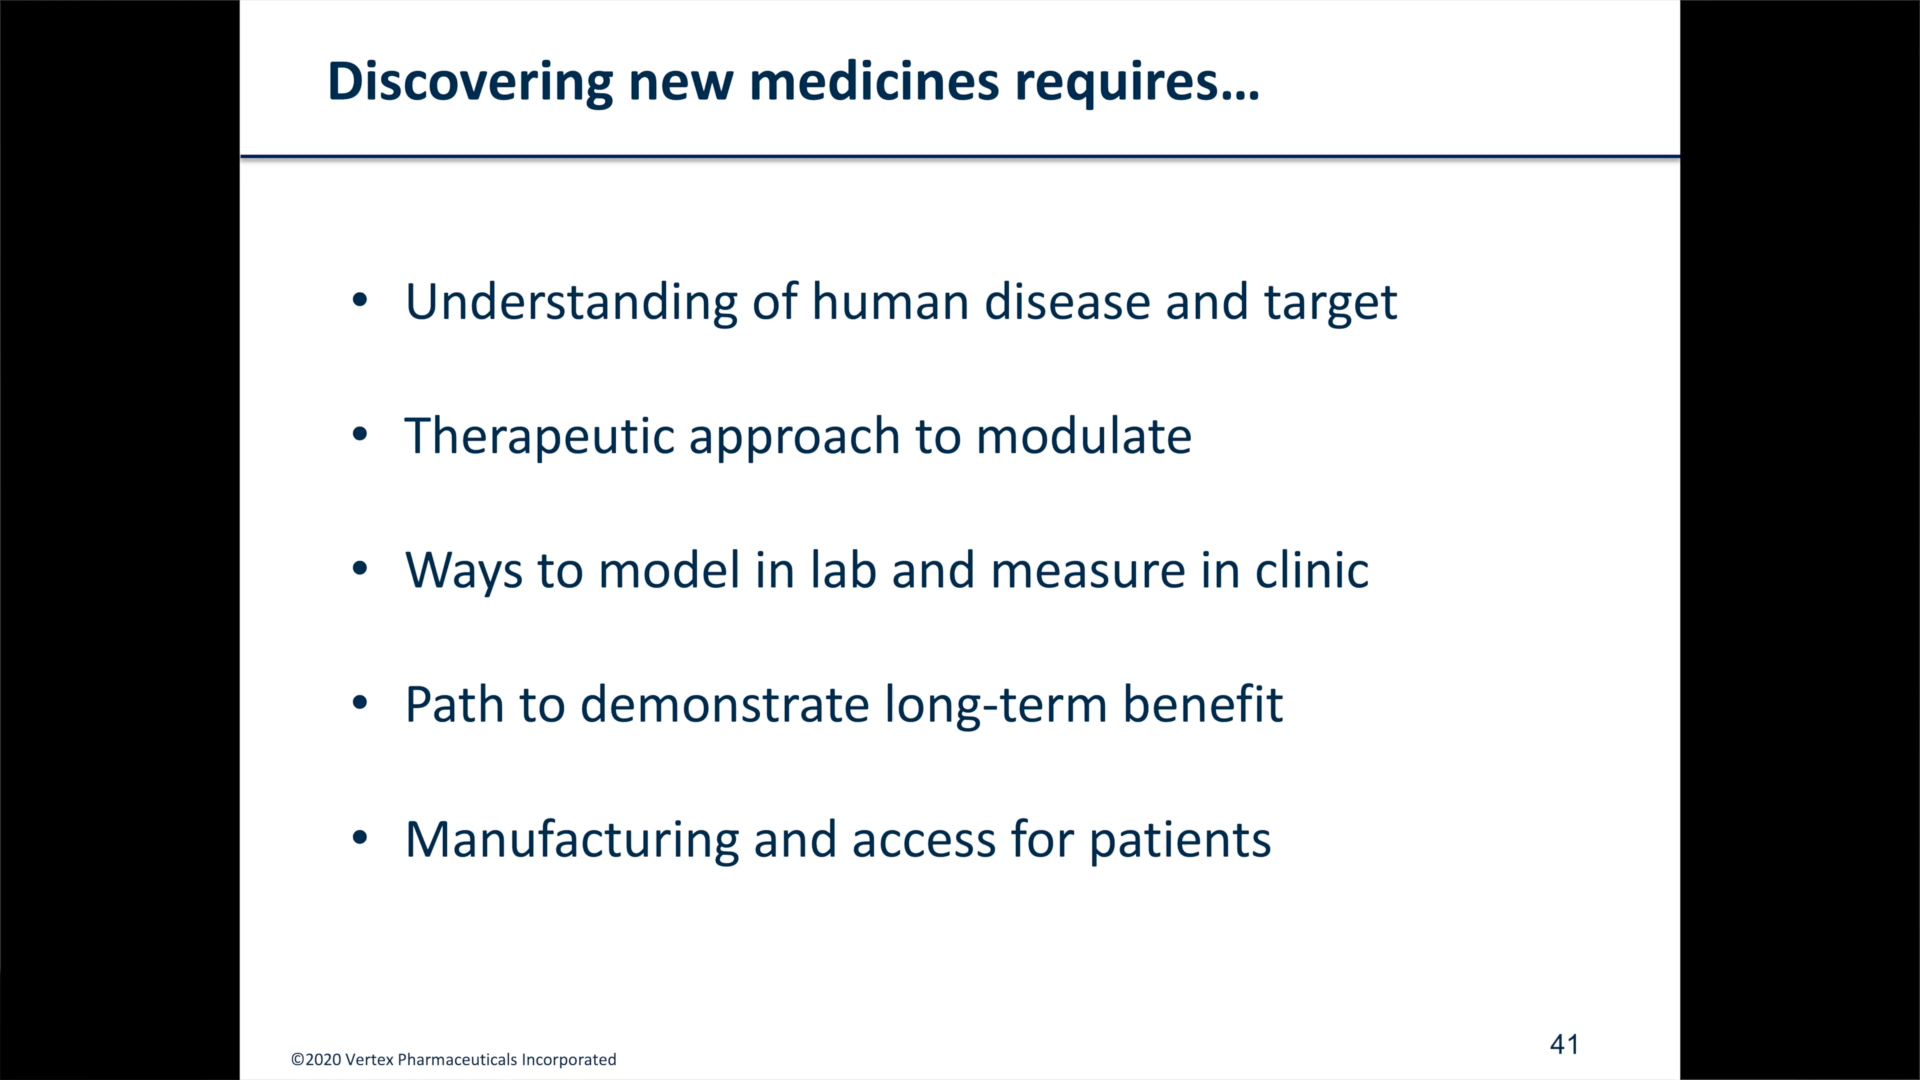 Discovering new medicines requires...
• Understanding of human disease and target
• Therapeutic approach to modulate
• Ways to model in lab and measure in clinic
• Path to demonstrate long-term benefit
• Manufacturing and access for patients
©2020 Vertex Pharmaceuticals Incorporated
41